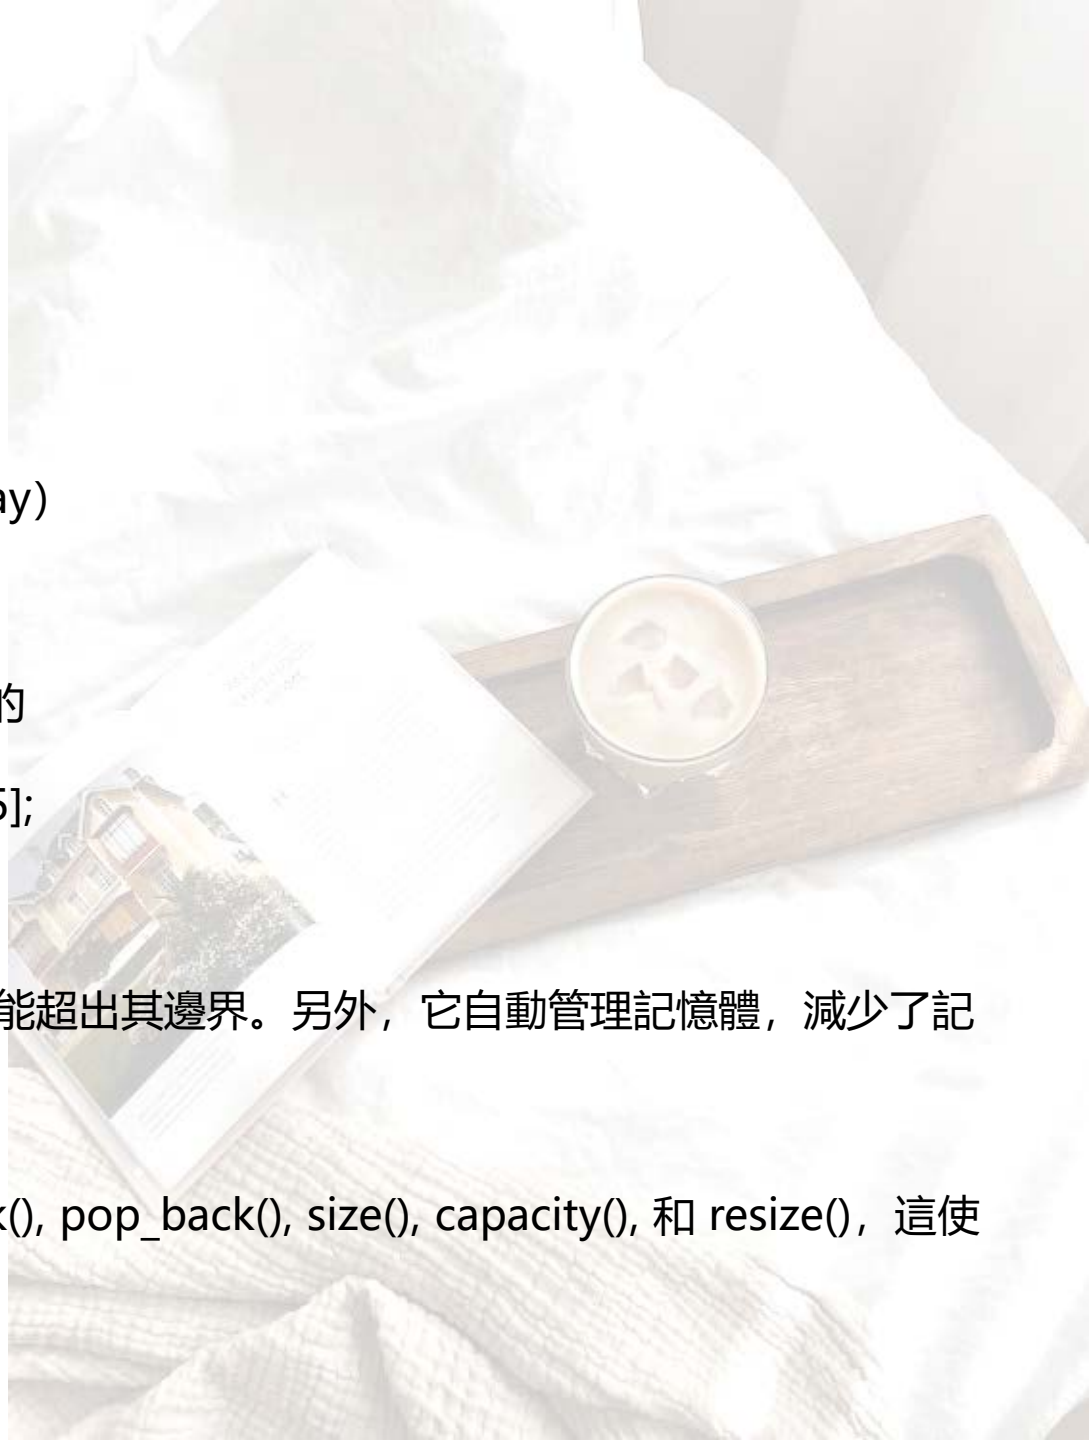 ay）
的
5];
能超出其邊界。另外，它自動管理記憶體，減少了記
k(), pop_back(), size(), capacity(), 和 resize()，這使